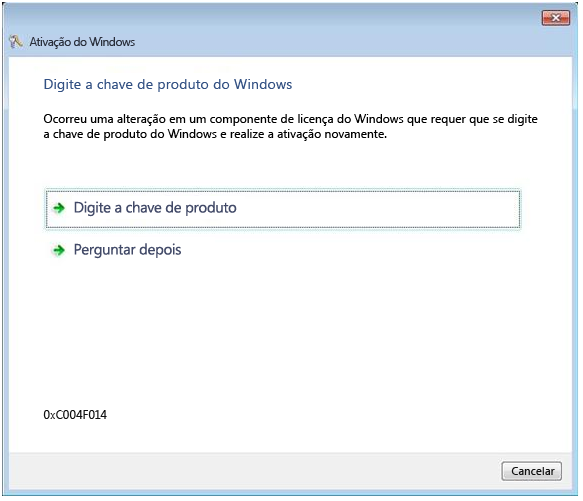 Ativação do Windows
Digite a chave de produto do Windows
Ocorreu uma alteração em um componente de licença do Windows que requer que se digite
a chave de produto do Windows e realize a ativação novamente.
Digite a chave de produto
Perguntar depois
0xC004F014
Cancelar